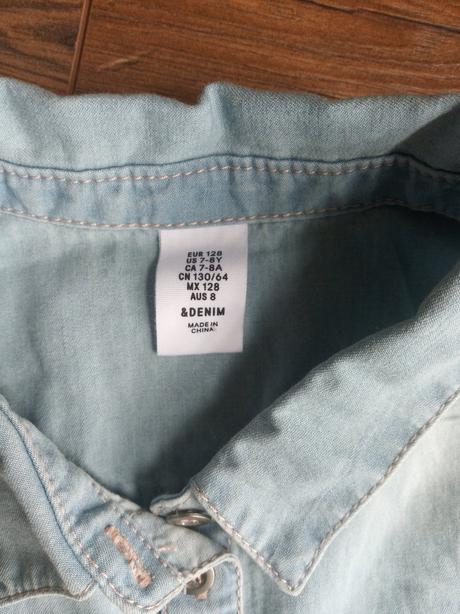 EUR 128
US 7-8Y
CA 7-8A
CN 130/64
MX 128
AUS 8
&DENIM
MADE IN
CHINA